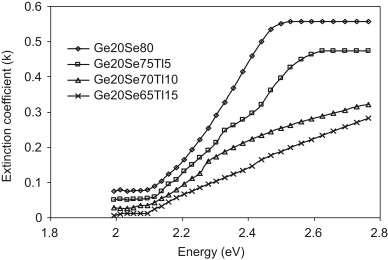 0.6
0.5
0.4
0.3
0.2
0.1
0
Extinction coefficient (k)
Ge20Se80
Ge20Se75Tl5
Ge20Se70Tl10
Ge20Se65Tl15
1.8 2 2.2 2.4 2.6 2.8
Energy (eV)